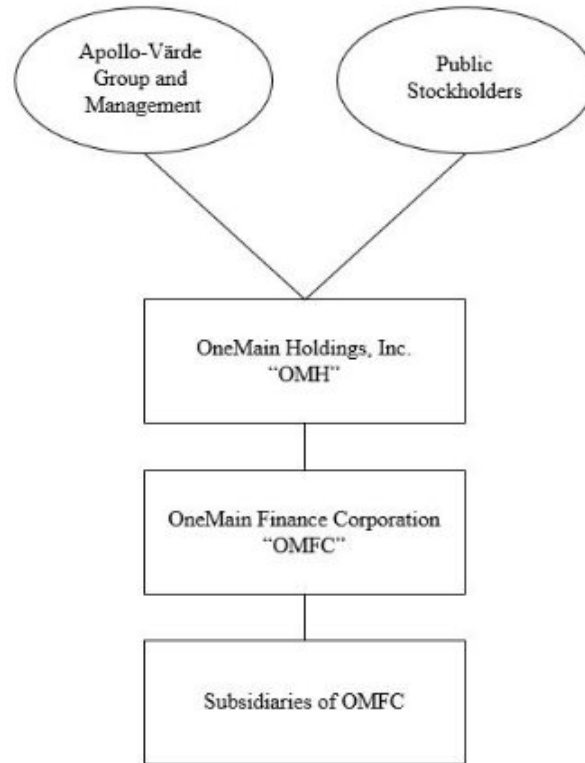 Apollo-Värde
Group and
Management
Public
Stockholders
OneMain Holdings, Inc.
“OMH”
OneMain Finance Corporation
“OMFC”
Subsidiaries of OMFC